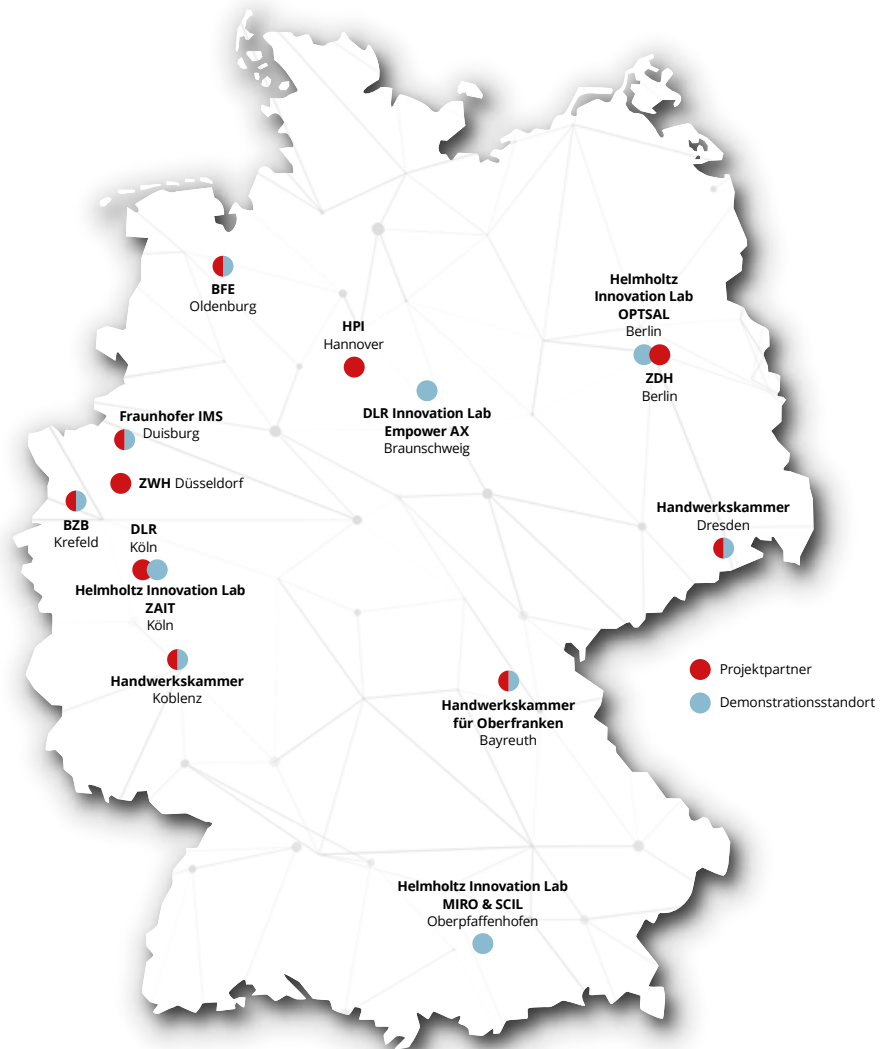 BFE
Oldenburg
HPI
Hannover
Helmholtz
Innovation Lab
OPTSAL
Berlin
ZDH
Berlin
DLR Innovation Lab
Empower AX
Braunschweig
Fraunhofer IMS
Duisburg
ZWH Düsseldorf
BZB
Krefeld
DLR
Köln
Helmholtz Innovation Lab
ZAIT
Köln
Handwerkskammer
Dresden
Handwerkskammer
Koblenz
Handwerkskammer
für Oberfranken
Bayreuth
Projektpartner
Demonstrationsstandort
Helmholtz Innovation Lab
MIRO & SCIL
Oberpfaffenhofen